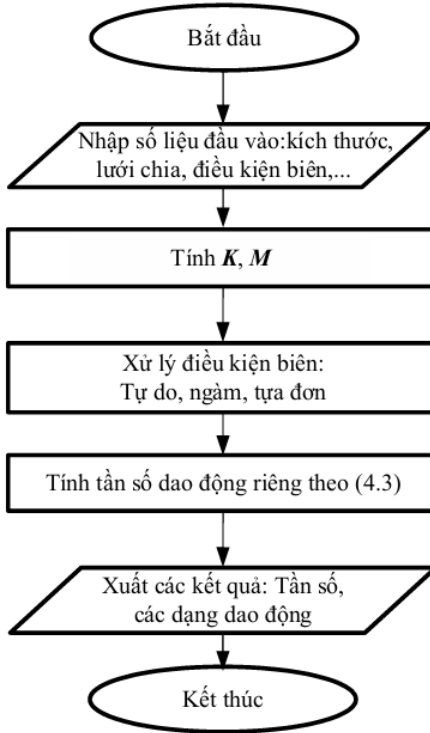 Bắt đầu
Nhập số liệu đầu vào:kích thước,
lưới chia, điều kiện biên,...
Tính K, M
Xử lý điều kiện biên:
Tự do, ngàm, tựa đơn
Tính tần số dao động riêng theo (4.3)
Xuất các kết quả: Tần số,
các dạng dao động
Kết thúc